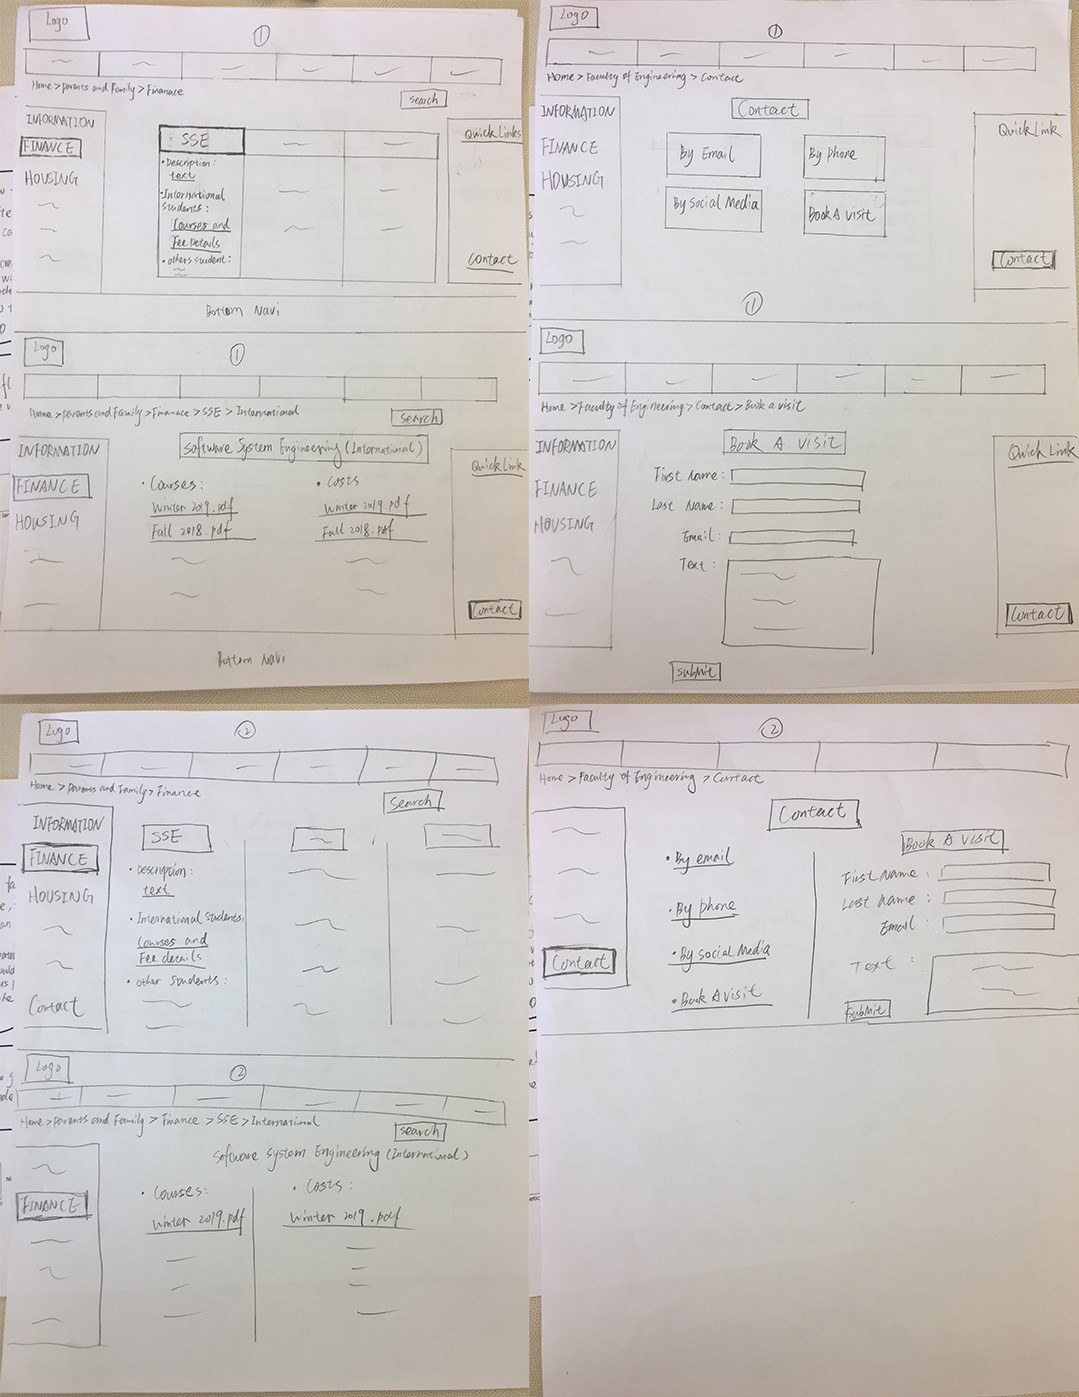 Logo
①
Home > parents and Family > Finanace
search
INFORMATION
FINANCE
HOUSING
SSE
• Description:
text
• International
students:
Courses and
Fee Details
• others student:
Quick Links
Contact
Bottom Navi
Logo
①
Home > parents and Family > Finanace > SSE > International
search
INFORMATION
FINANCE
HOUSING
Software System Engineering (International)
• Courses:
Winter 2019.pdf
Fall 2018.pdf
• Costs
Winter 2019.pdf
Fall 2018.pdf
Quick Link
Contact
Bottom Navi
Logo
①
Home > Faculty of Engineering > Contact
INFORMATION
FINANCE
HOUSING
Contact
By Email
By phone
By Social Media
Book A visit
Quick Link
Contact
①
Logo
Home > Faculty of Engineering > Contact > Book a visit
INFORMATION
FINANCE
HOUSING
Book A visit
First Name:
Last Name:
Email:
Text:
submit
Quick Link
Contact
Logo
②
Home > parents and Family > Finance
Search
INFORMATION
FINANCE
HOUSING
Contact
SSE
• Description:
text
• International Students:
Courses and
Fee details
• other students:
Logo
②
Home > parents and Family > Finance > SSE > International
search
FINANCE
Software System Engineering (International)
• Courses:
Winter 2019.pdf
• Costs:
Winter 2019.pdf
Logo
②
Home > Faculty of Engineering > Contact
Contact
Contact
• By email
• By phone
• By social Media
• Book A visit
Book A visit
First Name:
Last name:
Email:
Text:
Submit